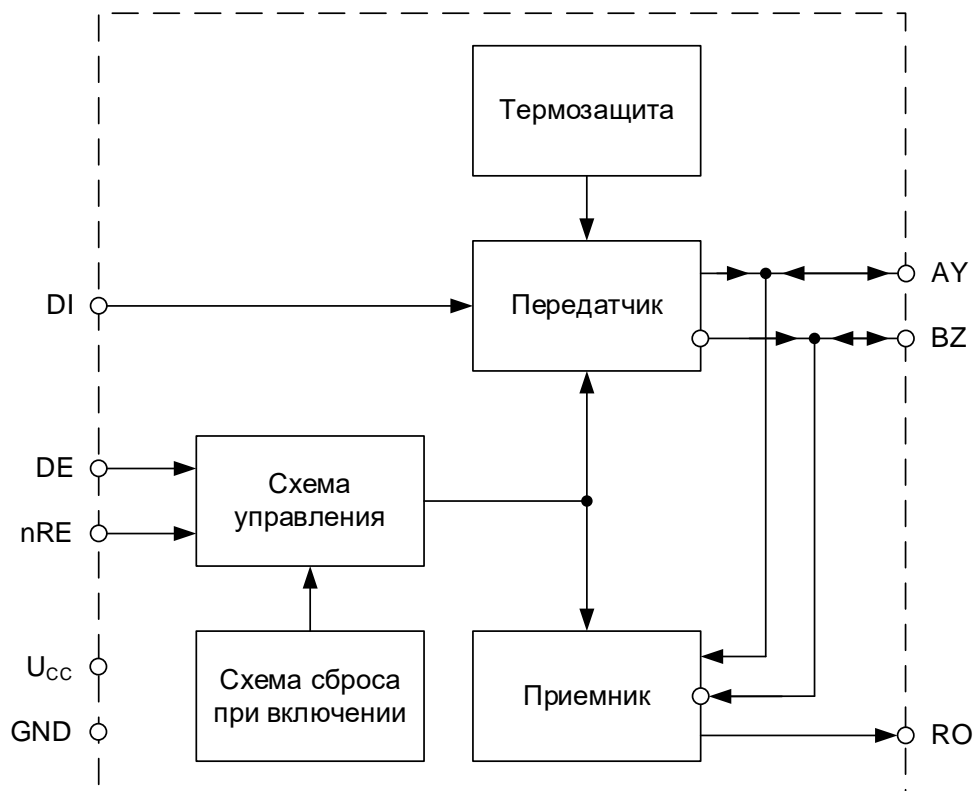 Термозащита
Передатчик
AY
DI
BZ
DE
Схема
управления
nRE
UCC
Схема сброса
при включении
Приемник
GND
RO